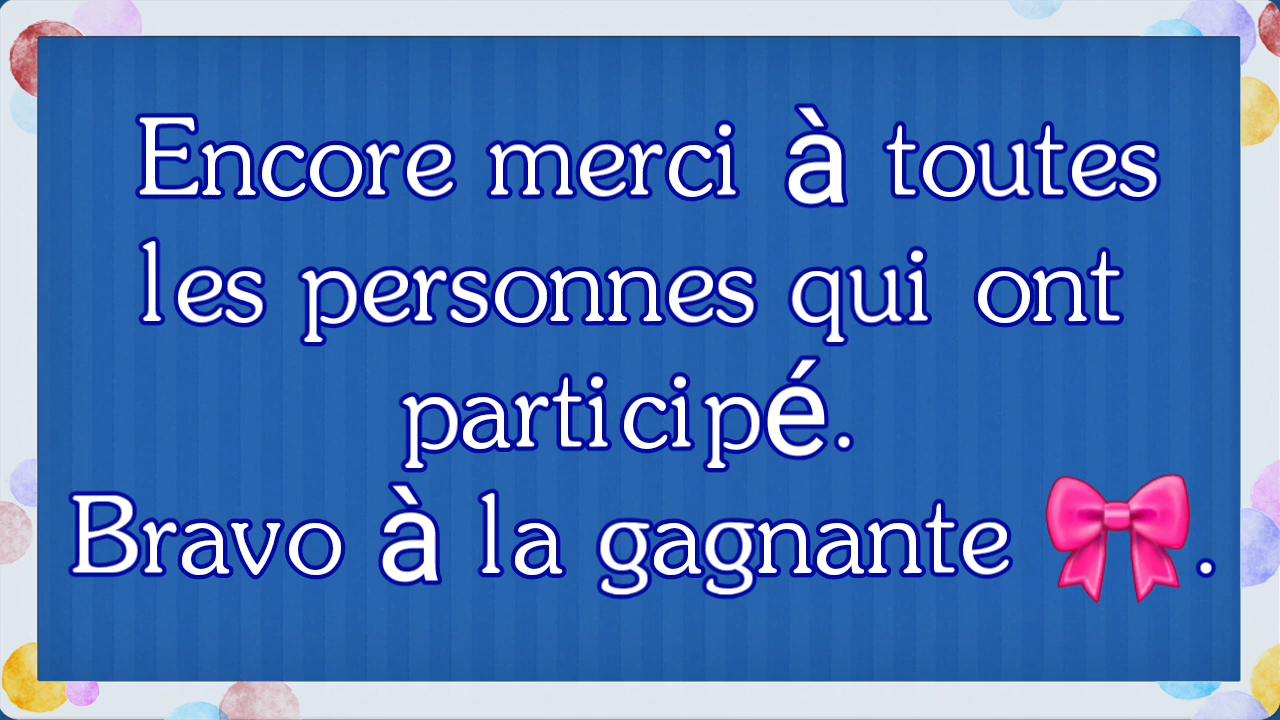 Encore merci à toutes
les personnes qui ont
participé.
Bravo à la gagnante 🎀.